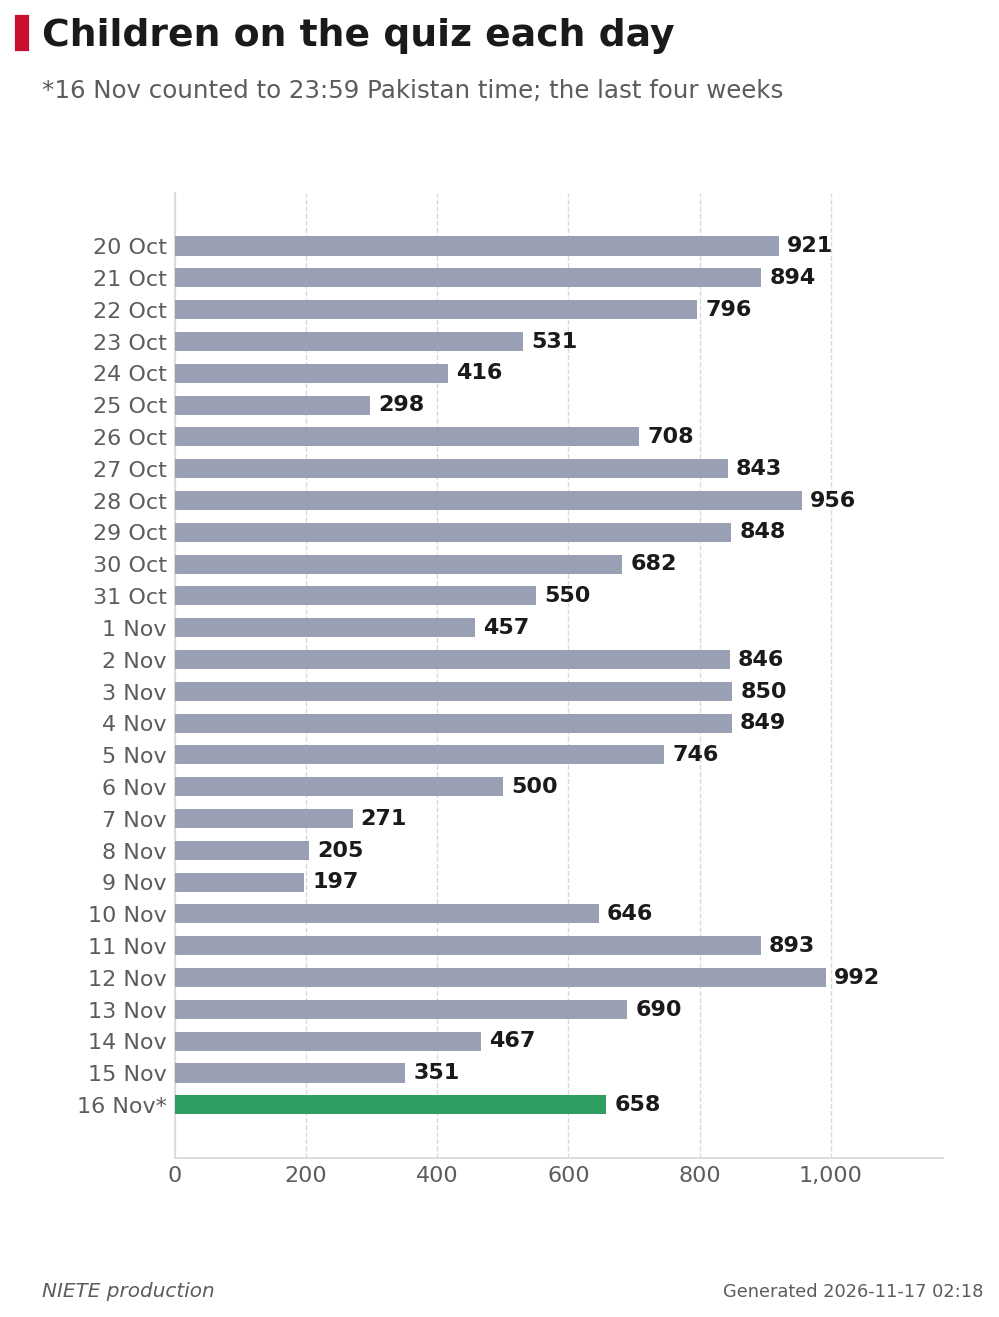 Children on the quiz each day
*16 Nov counted to 23:59 Pakistan time; the last four weeks
20 Oct 921
21 Oct 894
22 Oct 796
23 Oct 531
24 Oct 416
25 Oct 298
26 Oct 708
27 Oct 843
28 Oct 956
29 Oct 848
30 Oct 682
31 Oct 550
1 Nov 457
2 Nov 846
3 Nov 850
4 Nov 849
5 Nov 746
6 Nov 500
7 Nov 271
8 Nov 205
9 Nov 197
10 Nov 646
11 Nov 893
12 Nov 992
13 Nov 690
14 Nov 467
15 Nov 351
16 Nov* 658
0 200 400 600 800 1,000
NIETE production Generated 2026-11-17 02:18